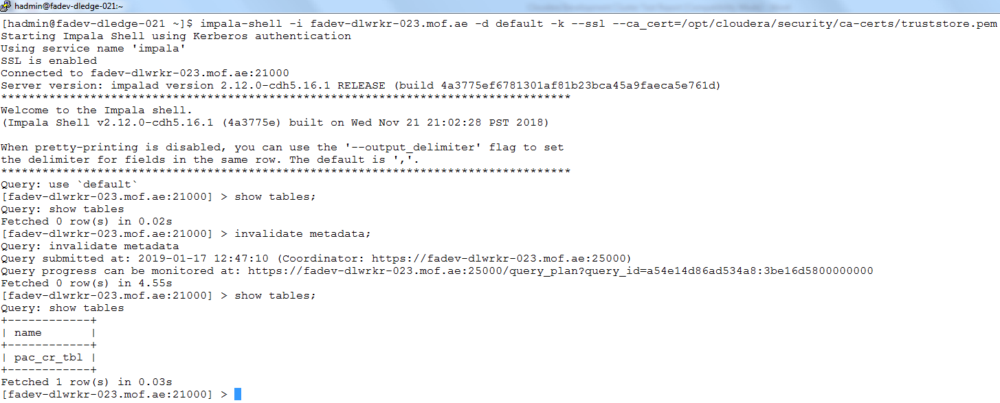 hadmin@fadev-dledge-021:~
[hadmin@fadev-dledge-021 ~]$ impala-shell -i fadev-dlwrkr-023.mof.ae -d default -k --ssl --ca_cert=/opt/cloudera/security/ca-certs/truststore.pem
Starting Impala Shell using Kerberos authentication
Using service name 'impala'
SSL is enabled
Connected to fadev-dlwrkr-023.mof.ae:21000
Server version: impalad version 2.12.0-cdh5.16.1 RELEASE (build 4a3775ef6781301af81b23bca45a9faeca5e761d)
***********************************************************************************
Welcome to the Impala shell.
(Impala Shell v2.12.0-cdh5.16.1 (4a3775e) built on Wed Nov 21 21:02:28 PST 2018)
When pretty-printing is disabled, you can use the '--output_delimiter' flag to set
the delimiter for fields in the same row. The default is ','.
***********************************************************************************
Query: use `default`
[fadev-dlwrkr-023.mof.ae:21000] > show tables;
Query: show tables
Fetched 0 row(s) in 0.02s
[fadev-dlwrkr-023.mof.ae:21000] > invalidate metadata;
Query: invalidate metadata
Query submitted at: 2019-01-17 12:47:10 (Coordinator: https://fadev-dlwrkr-023.mof.ae:25000)
Query progress can be monitored at: https://fadev-dlwrkr-023.mof.ae:25000/query_plan?query_id=a54e14d86ad534a8:3be16d5800000000
Fetched 0 row(s) in 4.55s
[fadev-dlwrkr-023.mof.ae:21000] > show tables;
Query: show tables
+------------+
| name       |
+------------+
| pac_cr_tbl |
+------------+
Fetched 1 row(s) in 0.03s
[fadev-dlwrkr-023.mof.ae:21000] >